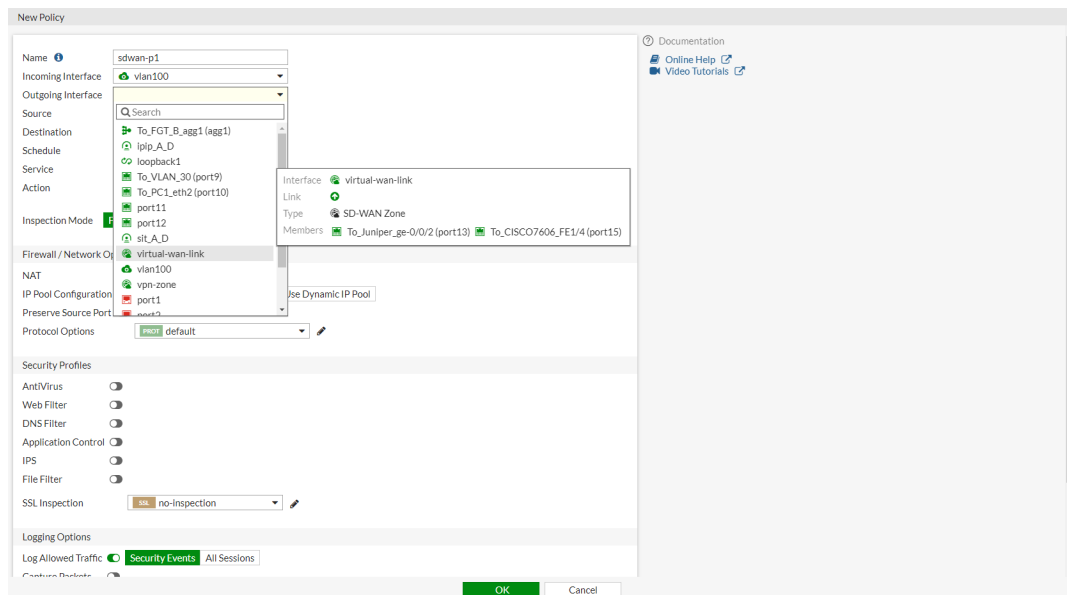 New Policy
Documentation
Online Help
Video Tutorials
Name sdwan-p1
Incoming Interface vlan100
Outgoing Interface
Source
Search
Destination
To_FGT_B_agg1 (agg1)
ipip_A_D
Schedule
loopback1
Service
To_VLAN_30 (port9)
Action
To_PC1_eth2 (port10)
port11
Inspection Mode
port12
sit_A_D
Firewall / Network Op
virtual-wan-link
vlan100
NAT
vpn-zone
IP Pool Configuration
port1
Use Dynamic IP Pool
Preserve Source Port
port2
Interface virtual-wan-link
Link
Type SD-WAN Zone
Members To_Juniper_ge-0/0/2 (port13) To_CISCO7606_FE1/4 (port15)
Protocol Options PROT default
Security Profiles
AntiVirus
Web Filter
DNS Filter
Application Control
IPS
File Filter
SSL Inspection SSL no-inspection
Logging Options
Log Allowed Traffic Security Events All Sessions
Capture Packets
OK Cancel